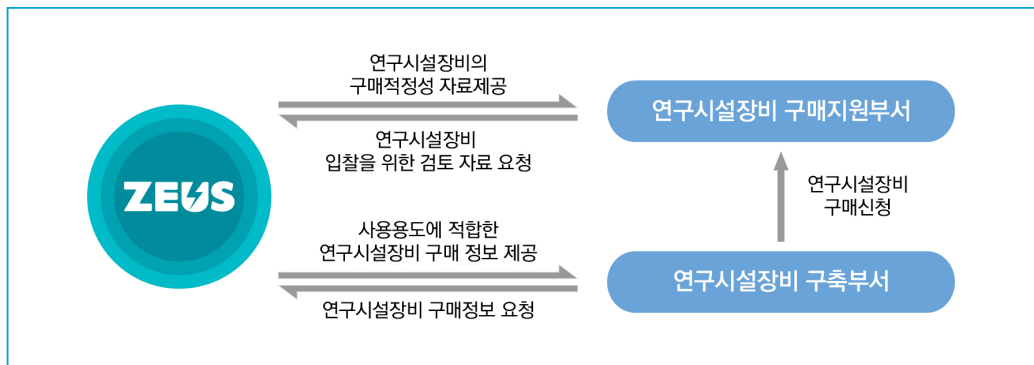 연구시설장비의
구매적정성 자료제공
연구시설장비
입찰을 위한 검토 자료 요청
연구시설장비 구매지원부서
ZEUS
연구시설장비
구매신청
사용용도에 적합한
연구시설장비 구매 정보 제공
연구시설장비 구매정보 요청
연구시설장비 구축부서